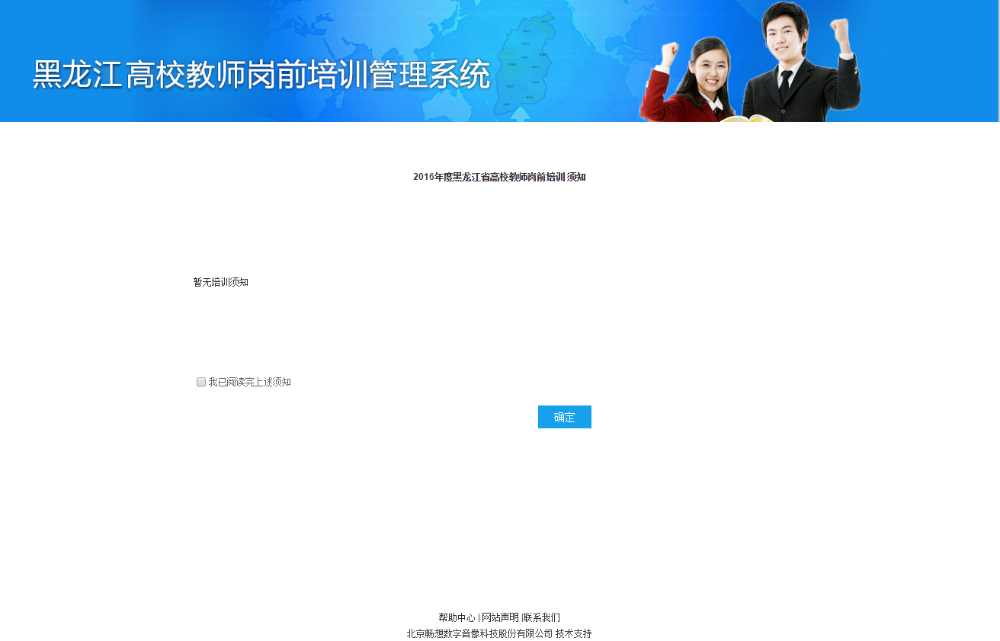 黑龙江高校教师岗前培训管理系统
2016年度黑龙江省高校教师岗前培训 须知
暂无培训须知
我已阅读完上述须知
确定
帮助中心 | 网站声明 |联系我们
北京畅想数字音像科技股份有限公司 技术支持